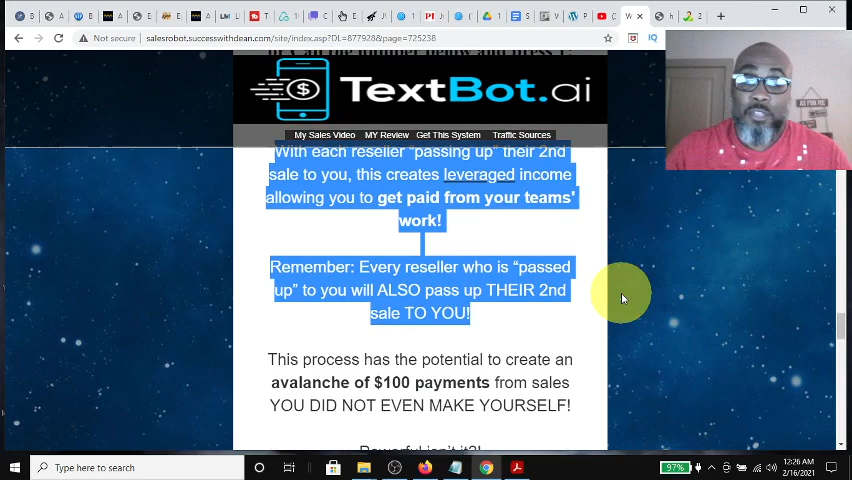 Not secure | salesrobot.successwithdean.com/site/index.asp?DL=877928&page=725238
TextBot.ai
My Sales Video MY Review Get This System Traffic Sources
With each reseller “passing up” their 2nd
sale to you, this creates leveraged income
allowing you to get paid from your teams'
work!
Remember: Every reseller who is “passed
up” to you will ALSO pass up THEIR 2nd
sale TO YOU!
This process has the potential to create an
avalanche of $100 payments from sales
YOU DID NOT EVEN MAKE YOURSELF!
Powerful isn't it?!
Type here to search
97%
12:26 AM
2/16/2021